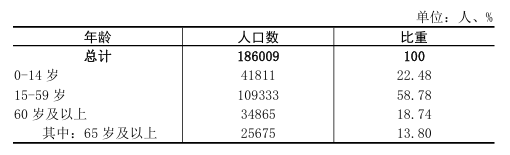 单位：人、%
年龄 人口数 比重
总计 186009 100
0-14 岁 41811 22.48
15-59 岁 109333 58.78
60 岁及以上 34865 18.74
其中：65 岁及以上 25675 13.80